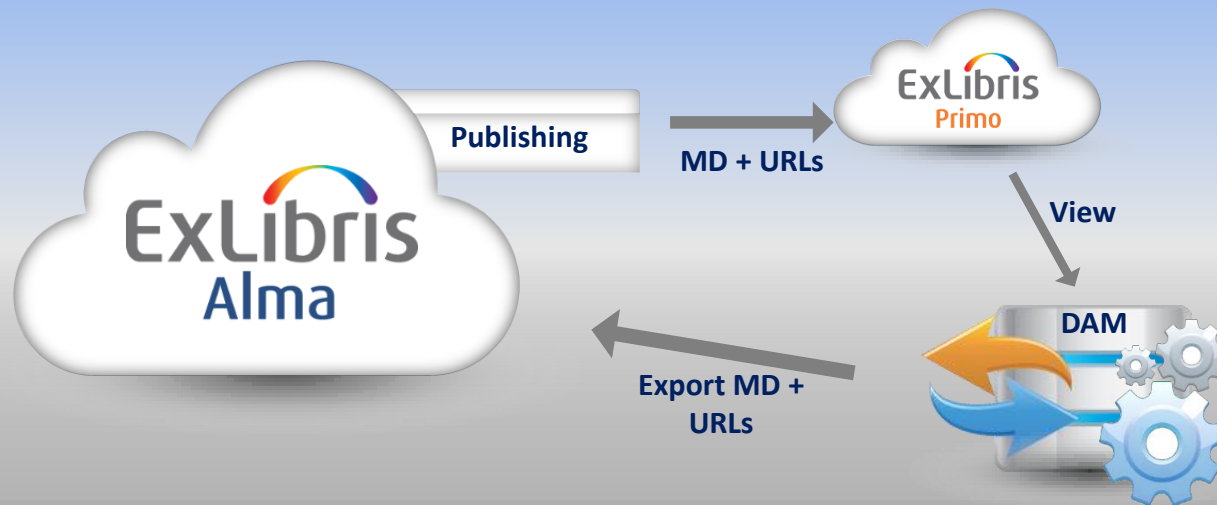 ExLibris
Primo
Publishing
MD + URLs
ExLibris
Alma
View
DAM
Export MD +
URLs